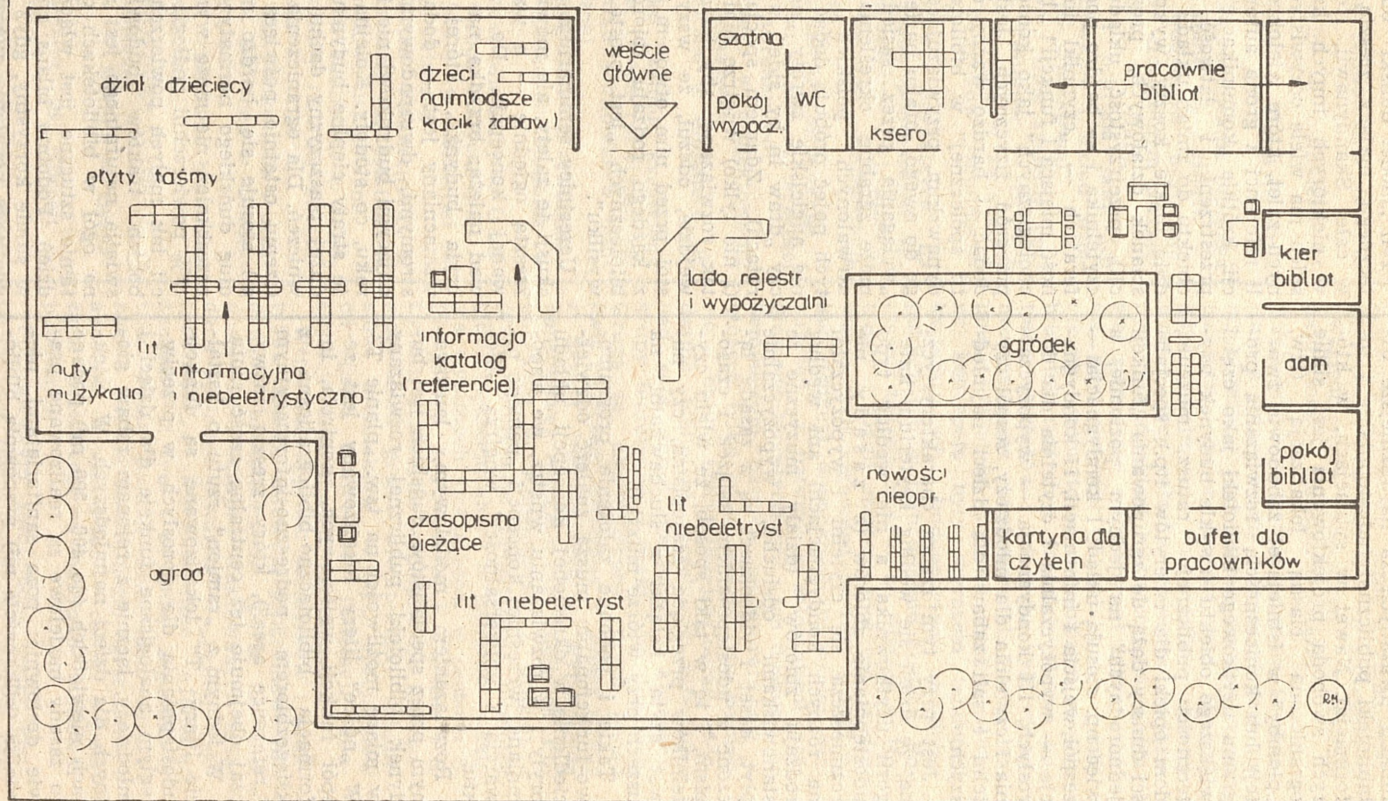 dział dziecięcy
dzieci
najmłodsze
( kącik zabaw )
wejście
główne
szatnia
pokój
wypocz.
WC
ksero
pracownie
bibliot
płyty taśmy
nuty
muzykalia
lit
informacyjna
i niebeletrystyczna
informacja
katalog
(referencje)
lada rejestr
i wypożyczalni
ogródek
kier
bibliot
adm
pokój
bibliot
nowości
nieopr
kantyna dla
czyteln
bufet dla
pracowników
czasopisma
bieżące
lit
niebeletryst
lit niebeletryst
ogród
R.H.